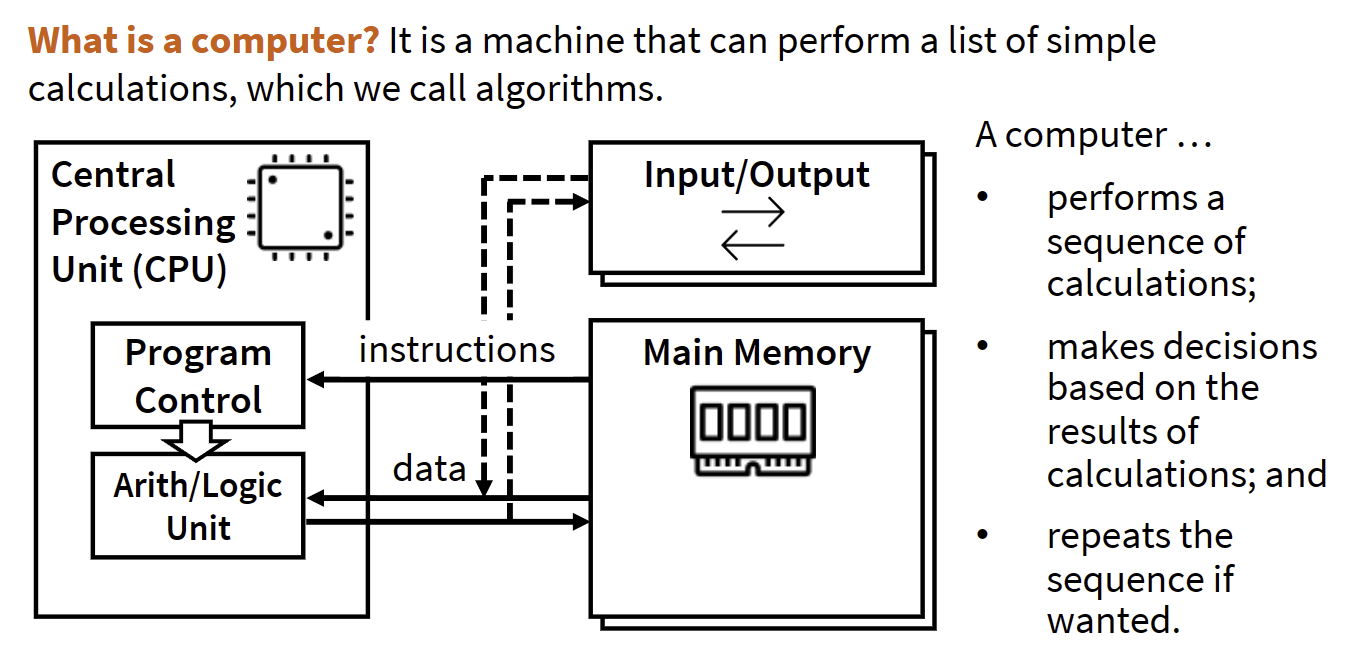 What is a computer? It is a machine that can perform a list of simple
calculations, which we call algorithms.
Central
Processing
Unit (CPU)
Program
Control
Arith/Logic
Unit
instructions
data
Input/Output
Main Memory
A computer …
• performs a
sequence of
calculations;
• makes decisions
based on the
results of
calculations; and
• repeats the
sequence if
wanted.